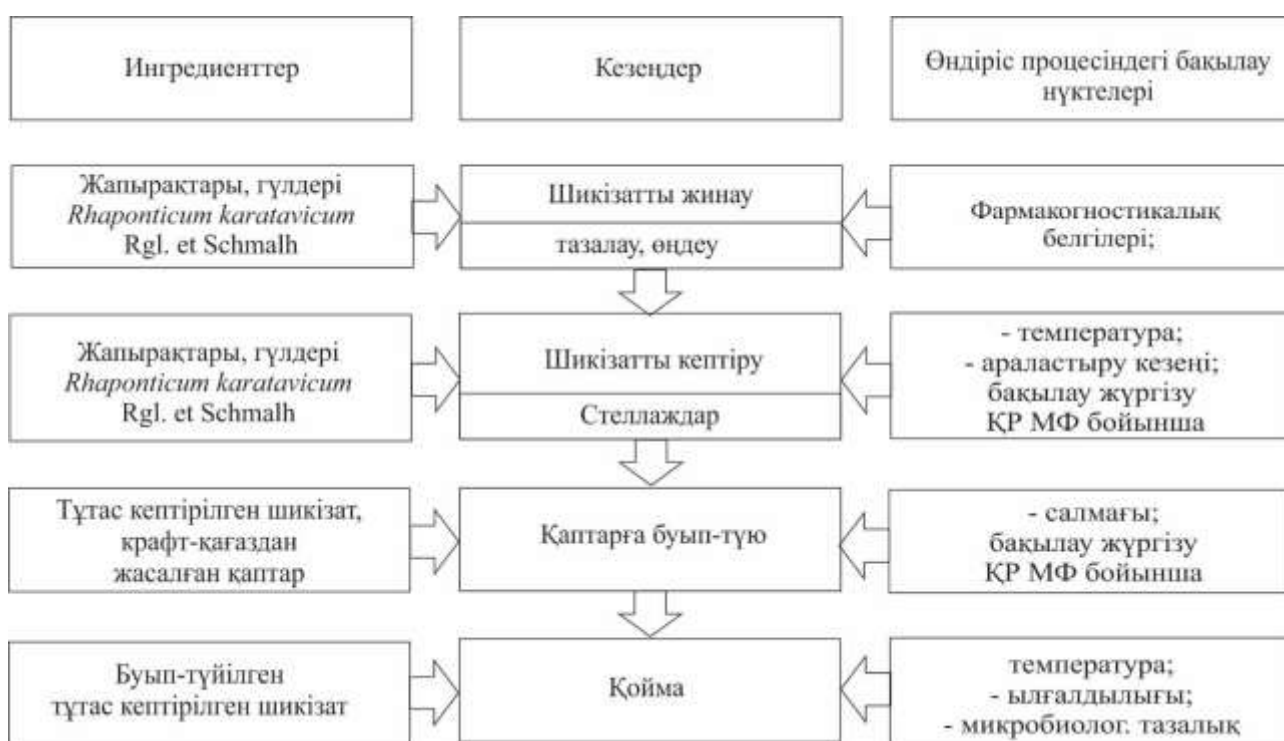 Ингредиенттер
Кезеңдер
Өндіріс процесіндегі бақылау
нүктелері
Жапырақтары, гүлдері
Rhaponticum karatavicum
Rgl. et Schmalh
Шикізатты жинау
тазалау, өңдеу
Фармакогностикалық
белгілері;
Жапырақтары, гүлдері
Rhaponticum karatavicum
Rgl. et Schmalh
Шикізатты кептіру
Стеллаждар
- температура;
- араластыру кезеңі;
бақылау жүргізу
ҚР МФ бойынша
Тұтас кептірілген шикізат,
крафт-қағаздан
жасалған қаптар
Қаптарға буып-түю
- салмағы;
бақылау жүргізу
ҚР МФ бойынша
Буып-түйілген
тұтас кептірілген шикізат
Қойма
температура;
- ылғалдылығы;
- микробиолог. тазалық